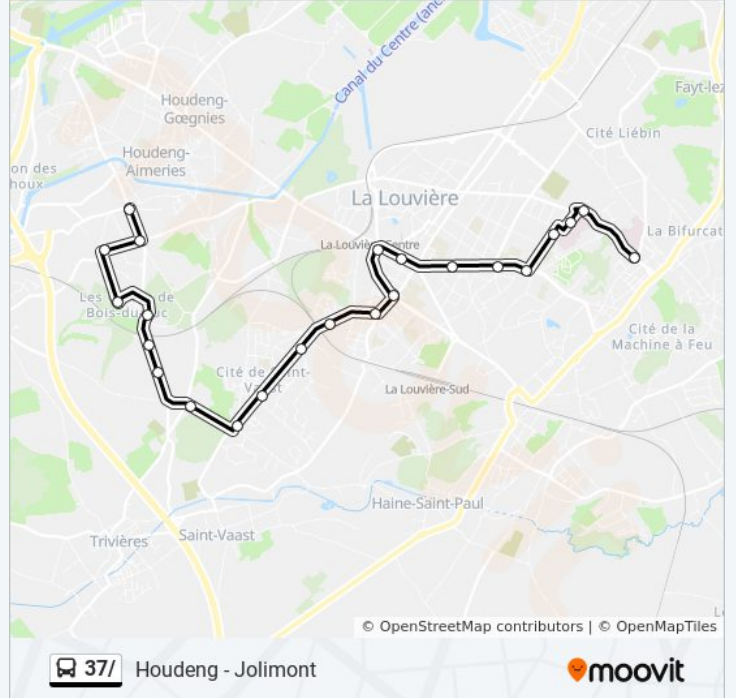 Canal du Centre (anc
Houdeng-
Gœgnies
Fayt-lez
Cité Liébin
Houdeng-
Aimeries
on des
houx
La Louvière
La Bifurcat
La Louvière-Centre
Les
de
Bois-du-Luc
Cité de la
Machine à Feu
Cité de Saint-
Vaast
La Louvière-Sud
Haine-Saint-Paul
Saint-Vaast
Trivières
L
© OpenStreetMap contributors | © OpenMapTiles
37/ Houdeng - Jolimont
moovit